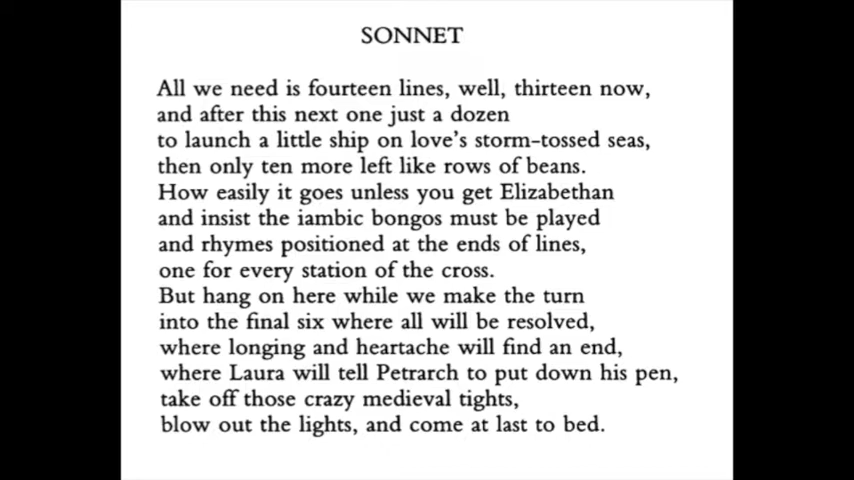 SONNET
All we need is fourteen lines, well, thirteen now,
and after this next one just a dozen
to launch a little ship on love's storm-tossed seas,
then only ten more left like rows of beans.
How easily it goes unless you get Elizabethan
and insist the iambic bongos must be played
and rhymes positioned at the ends of lines,
one for every station of the cross.
But hang on here while we make the turn
into the final six where all will be resolved,
where longing and heartache will find an end,
where Laura will tell Petrarch to put down his pen,
take off those crazy medieval tights,
blow out the lights, and come at last to bed.